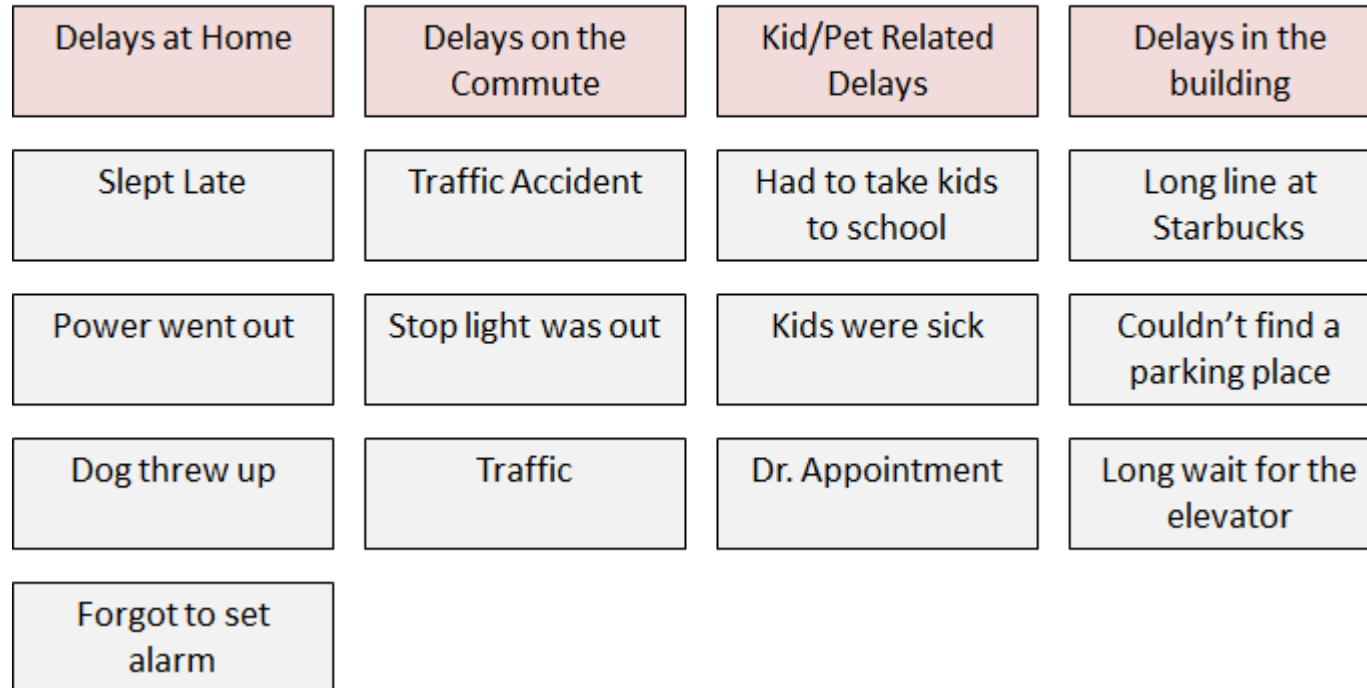 Delays at Home
Delays on the
Commute
Kid/Pet Related
Delays
Delays in the
building
Slept Late
Traffic Accident
Had to take kids
to school
Long line at
Starbucks
Power went out
Stop light was out
Kids were sick
Couldn’t find a
parking place
Dog threw up
Traffic
Dr. Appointment
Long wait for the
elevator
Forgot to set
alarm